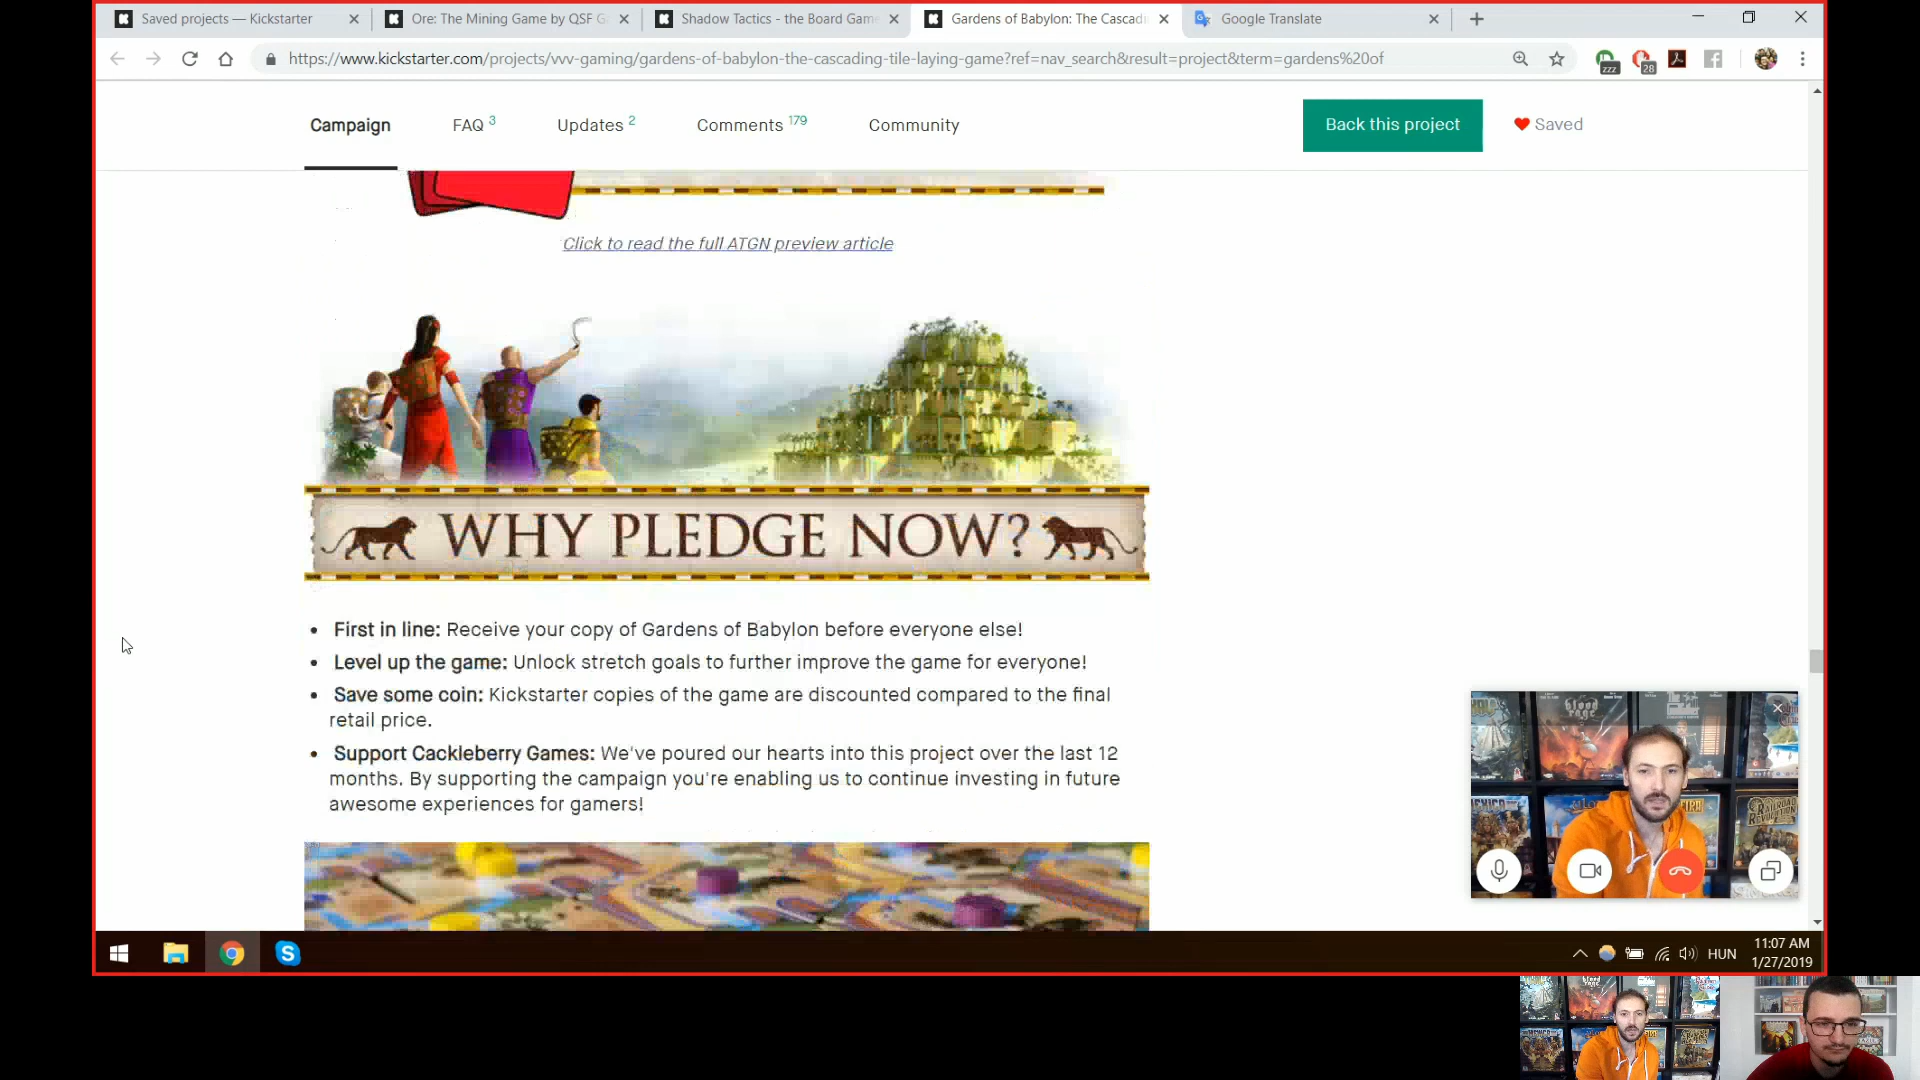 Saved projects — Kickstarter
Ore: The Mining Game by QSF G
Shadow Tactics - the Board Game
Gardens of Babylon: The Cascadi
Google Translate
https://www.kickstarter.com/projects/vvv-gaming/gardens-of-babylon-the-cascading-tile-laying-game?ref=nav_search&result=project&term=gardens%20of
zzz
28
Campaign
FAQ 3
Updates 2
Comments 179
Community
Back this project
Saved
Click to read the full ATGN preview article
WHY PLEDGE NOW?
• First in line: Receive your copy of Gardens of Babylon before everyone else!
• Level up the game: Unlock stretch goals to further improve the game for everyone!
• Save some coin: Kickstarter copies of the game are discounted compared to the final
retail price.
• Support Cackleberry Games: We've poured our hearts into this project over the last 12
months. By supporting the campaign you're enabling us to continue investing in future
awesome experiences for gamers!
blood
rage
RAILROAD
REVOLUTION
HUN
11:07 AM
1/27/2019